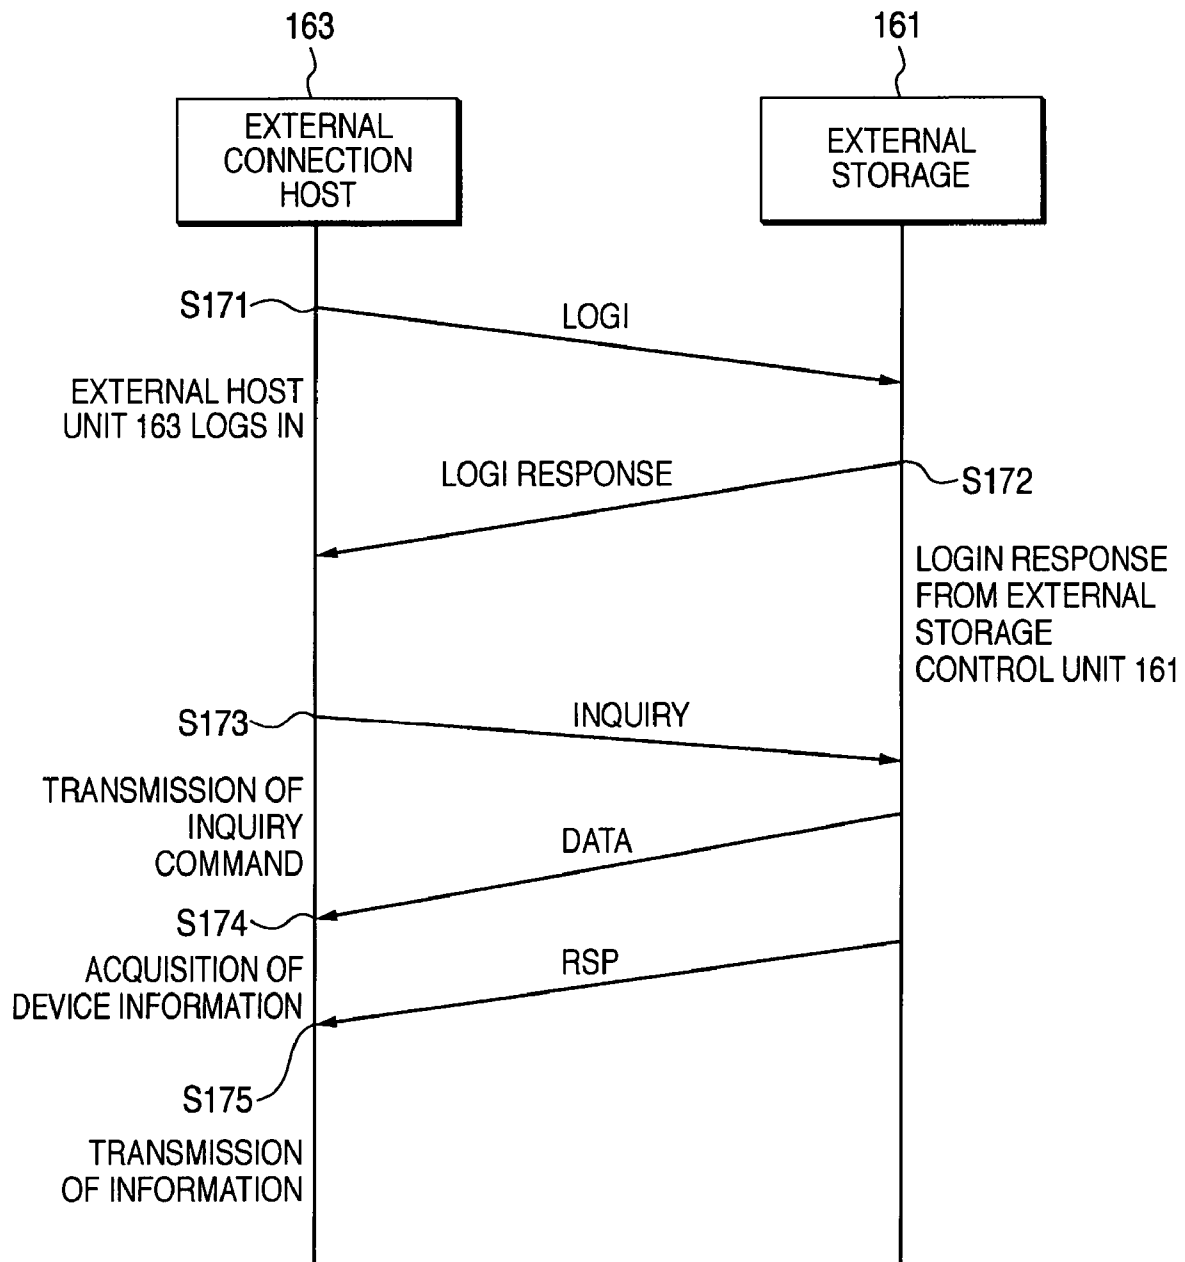 163
161
EXTERNAL
CONNECTION
HOST
EXTERNAL
STORAGE
S171
LOGI
EXTERNAL HOST
UNIT 163 LOGS IN
LOGI RESPONSE
S172
LOGIN RESPONSE
FROM EXTERNAL
STORAGE
CONTROL UNIT 161
S173
INQUIRY
TRANSMISSION OF
INQUIRY
COMMAND
DATA
S174
ACQUISITION OF
DEVICE INFORMATION
RSP
S175
TRANSMISSION
OF INFORMATION